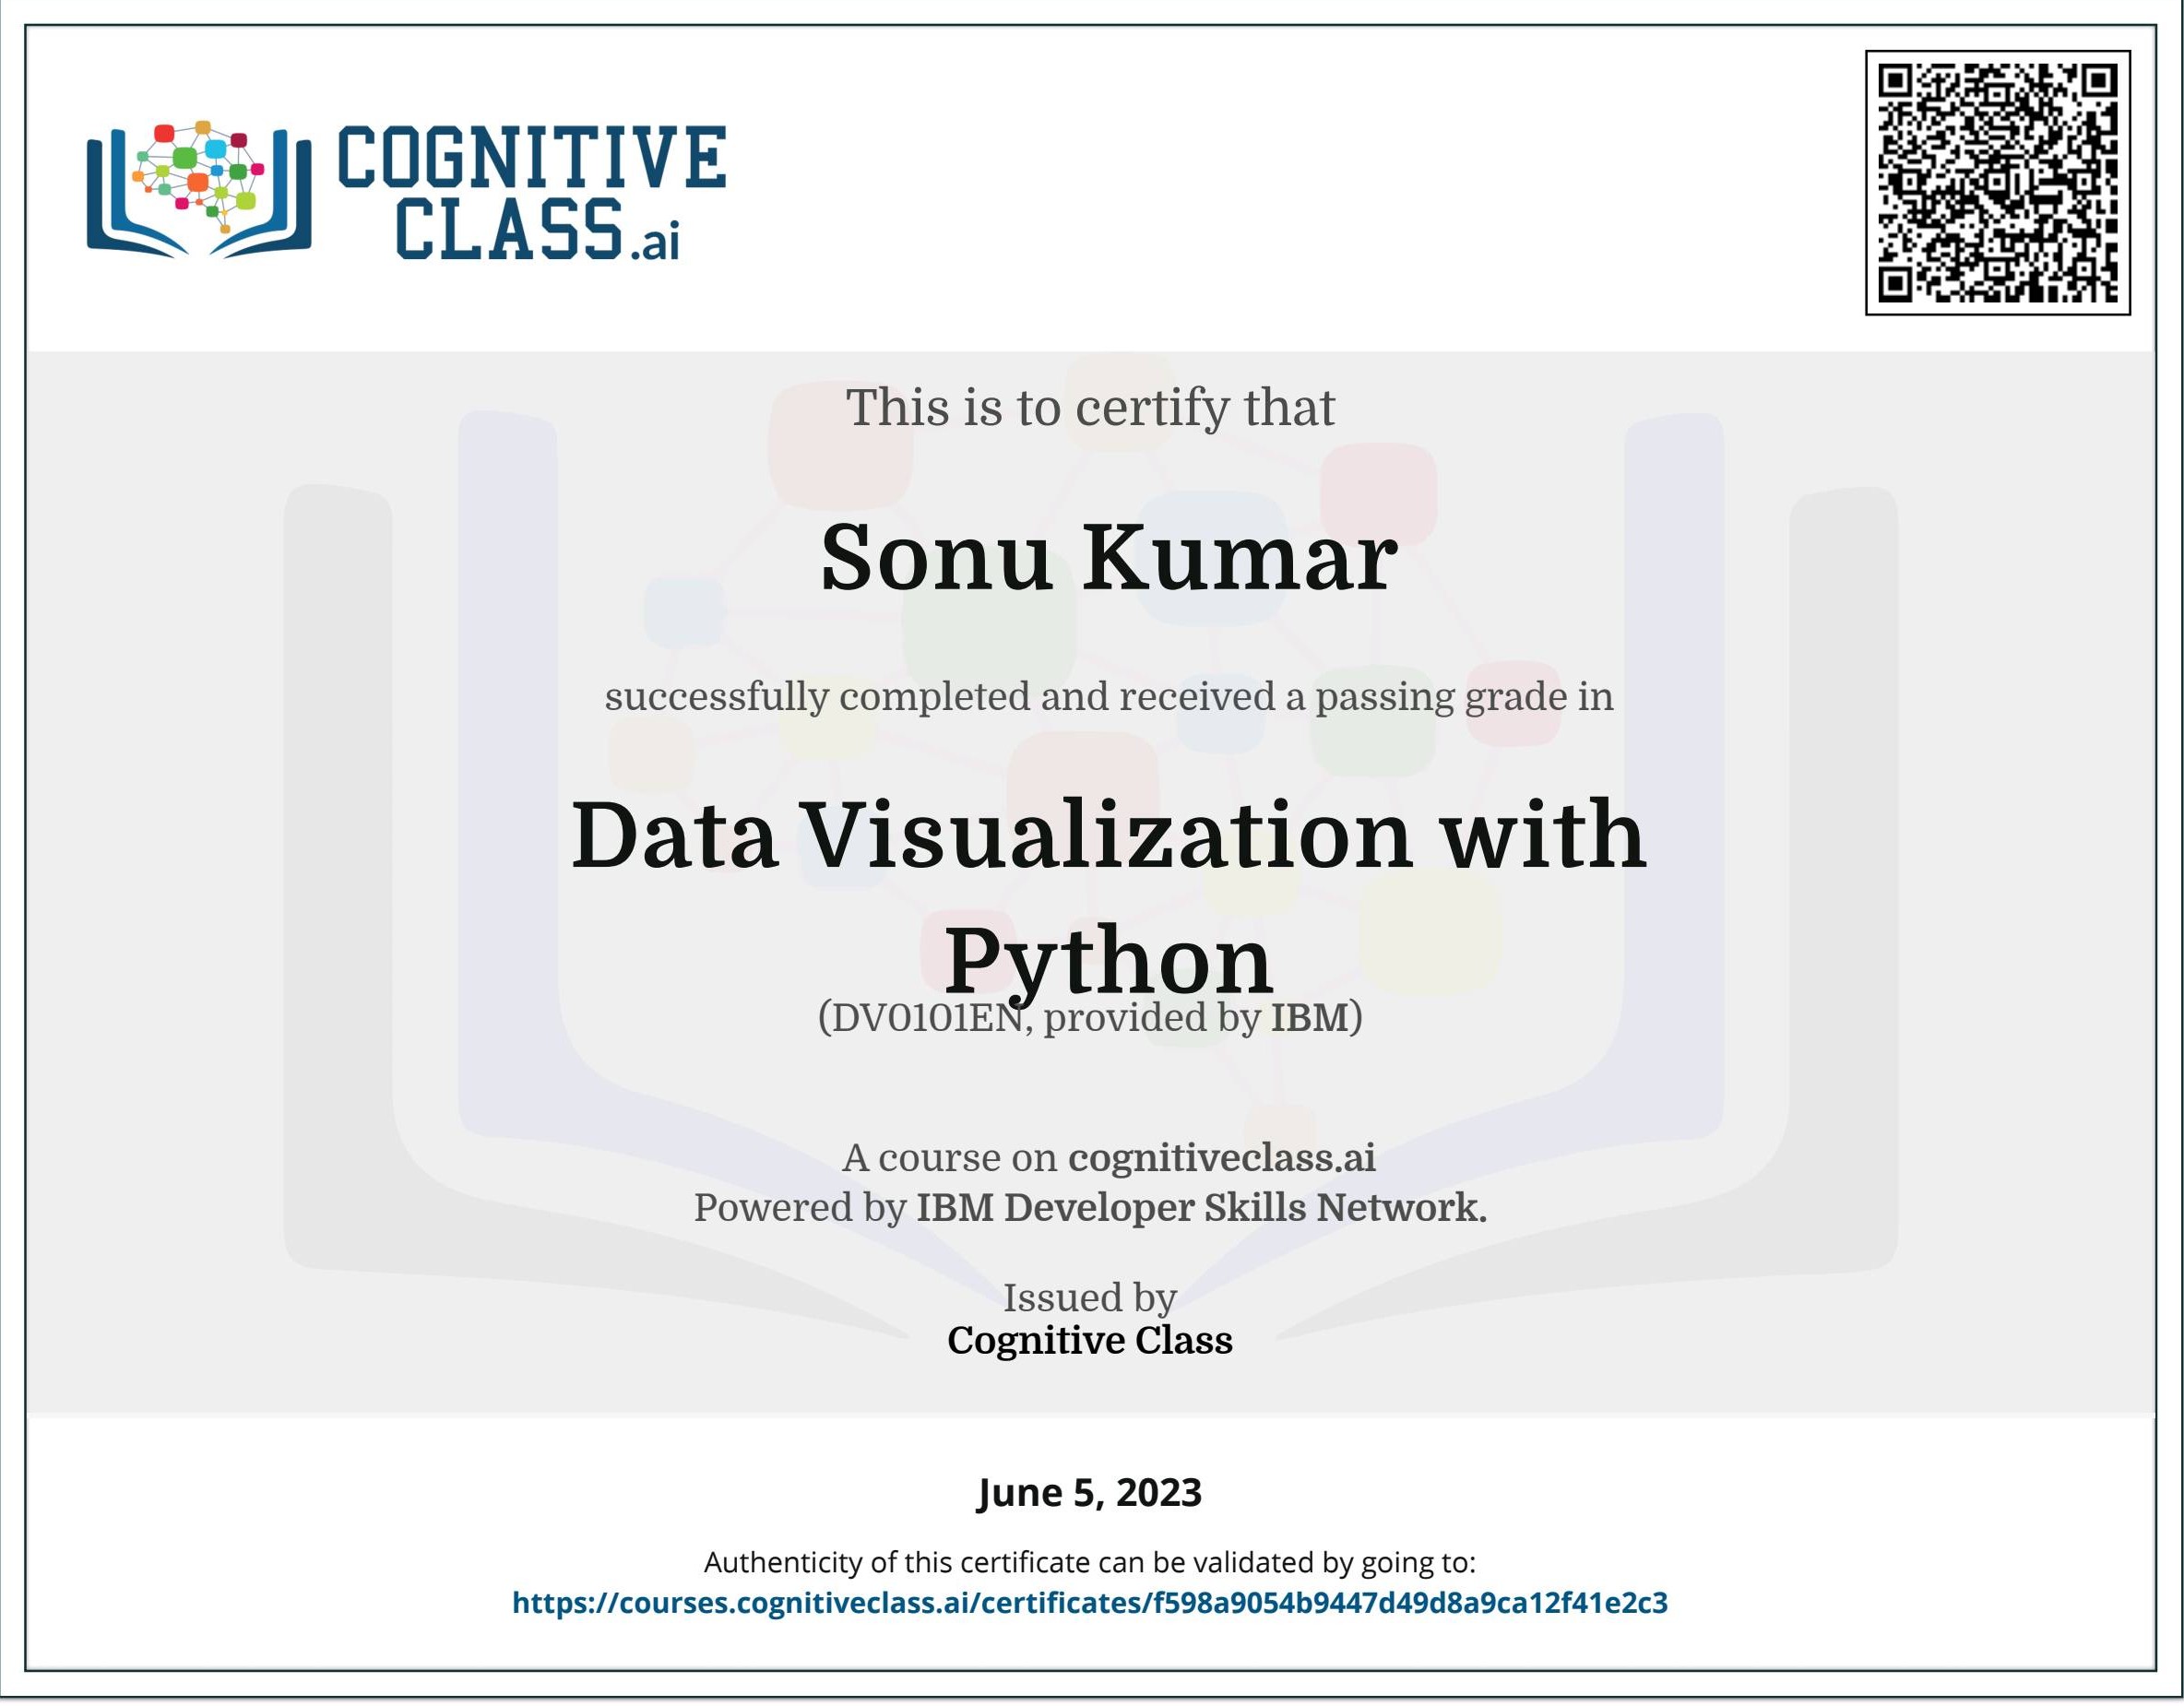 COGNITIVE
CLASS.ai
This is to certify that
Sonu Kumar
successfully completed and received a passing grade in
Data Visualization with
Python
(DV0101EN, provided by IBM)
A course on cognitiveclass.ai
Powered by IBM Developer Skills Network.
Issued by
Cognitive Class
June 5, 2023
Authenticity of this certificate can be validated by going to:
https://courses.cognitiveclass.ai/certificates/f598a9054b9447d49d8a9ca12f41e2c3